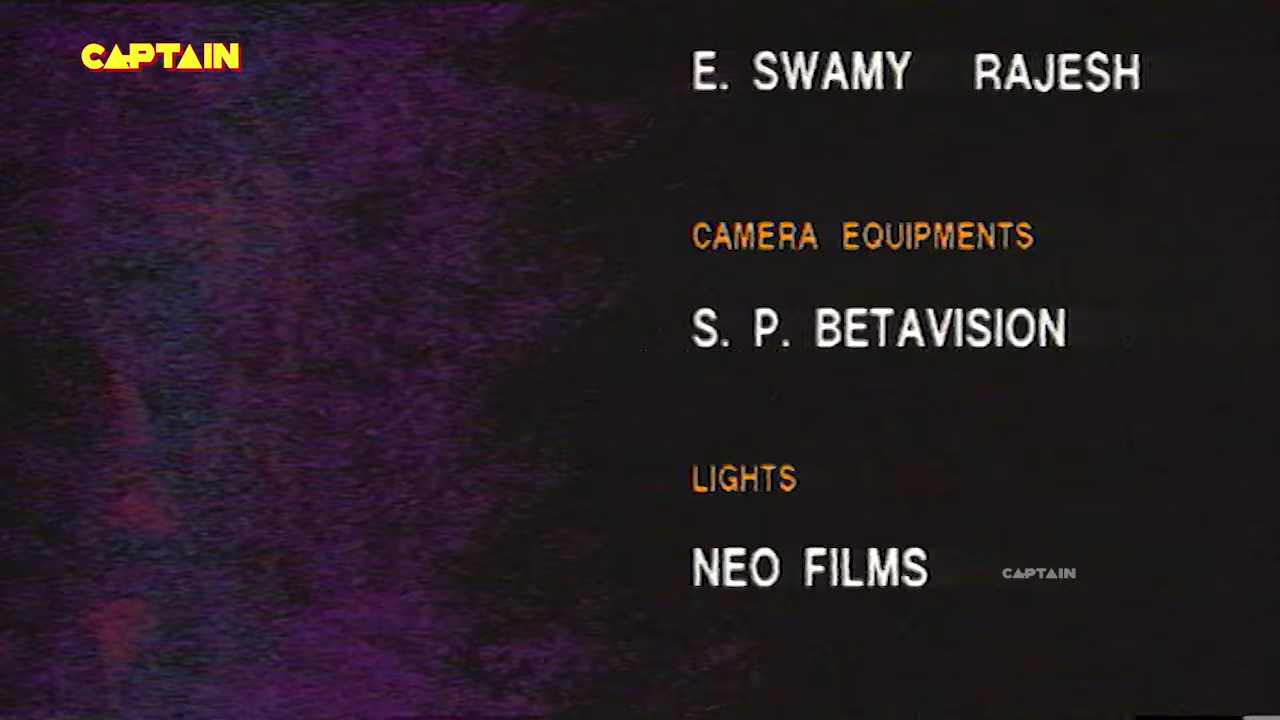 CAPTAIN
E. SWAMY RAJESH
CAMERA EQUIPMENTS
S. P. BETAVISION
LIGHTS
NEO FILMS
CAPTAIN